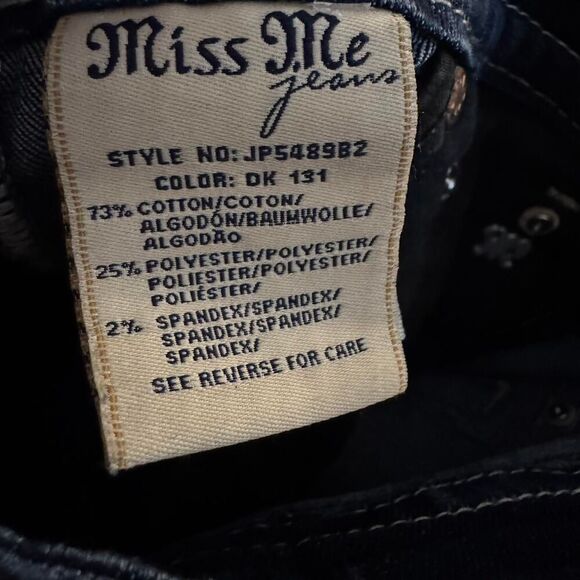 Miss Me
jeans
STYLE NO: JP5489B2
COLOR: DK 131
73% COTTON/COTON/
ALGODÓN/BAUMWOLLE/
ALGODÃO
25% POLYESTER/POLYESTER/
POLIESTER/POLYESTER/
POLIÉSTER/
2% SPANDEX/SPANDEX/
SPANDEX/SPANDEX/
SPANDEX/
SEE REVERSE FOR CARE